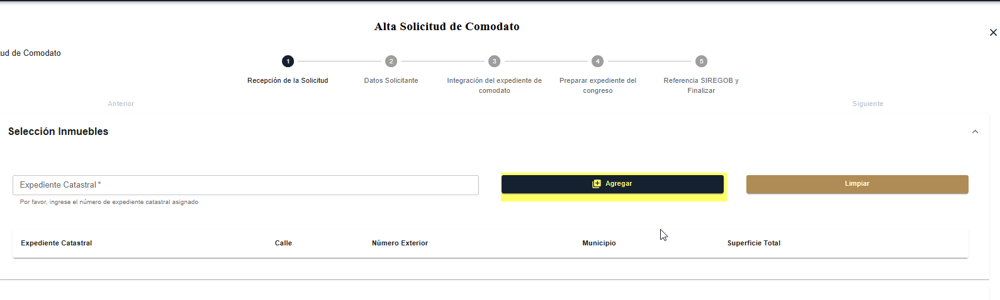 Alta Solicitud de Comodato
tud de Comodato
1
2
3
4
5
Recepción de la Solicitud
Datos Solicitante
Integración del expediente de
comodato
Preparar expediente del
congreso
Referencia SIREGOB y
Finalizar
Anterior
Siguiente
Selección Inmuebles
Expediente Catastral *
Agregar
Limpiar
Por favor, ingrese el número de expediente catastral asignado
Expediente Catastral
Calle
Número Exterior
Municipio
Superficie Total